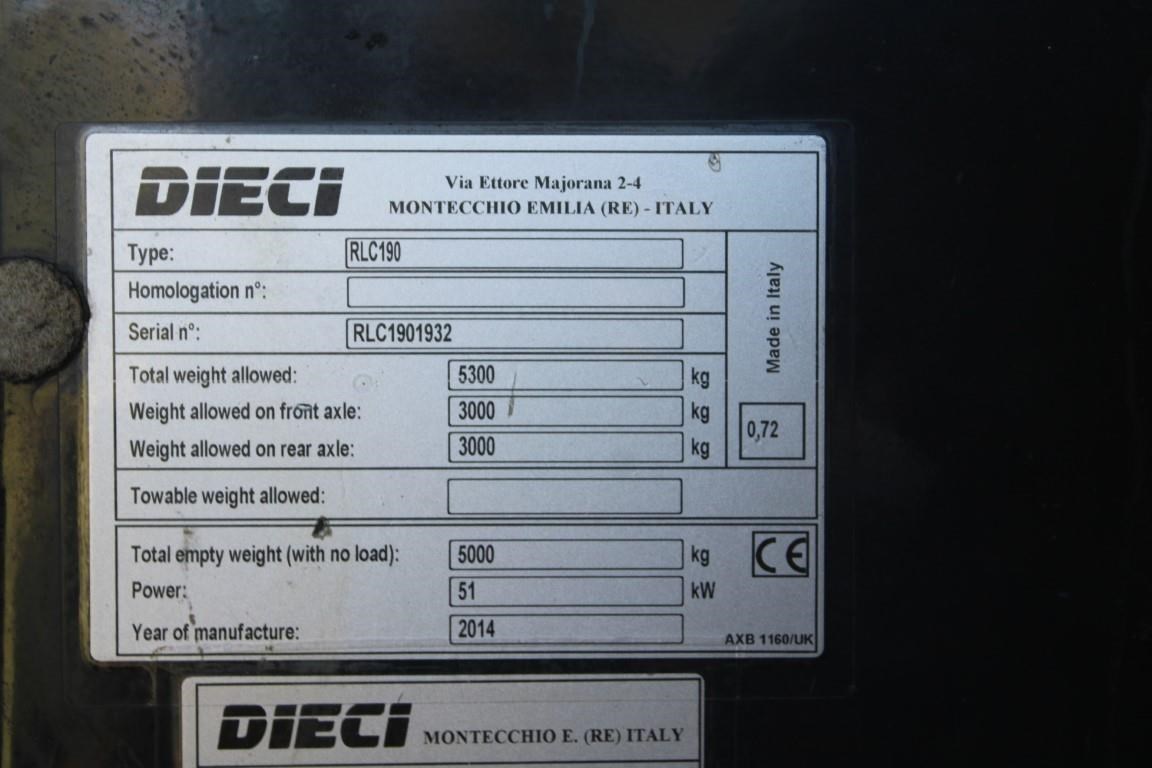 DIECI
Via Ettore Majorana 2-4
MONTECCHIO EMILIA (RE) - ITALY
Type: RLC190
Homologation n°:
Serial n°: RLC1901932
Made in Italy
Total weight allowed: 5300 kg
Weight allowed on front axle: 3000 kg
Weight allowed on rear axle: 3000 kg
0,72
Towable weight allowed:
Total empty weight (with no load): 5000 kg
CE
Power: 51 kW
Year of manufacture: 2014
AXB 1160/UK
DIECI MONTECCHIO E. (RE) ITALY